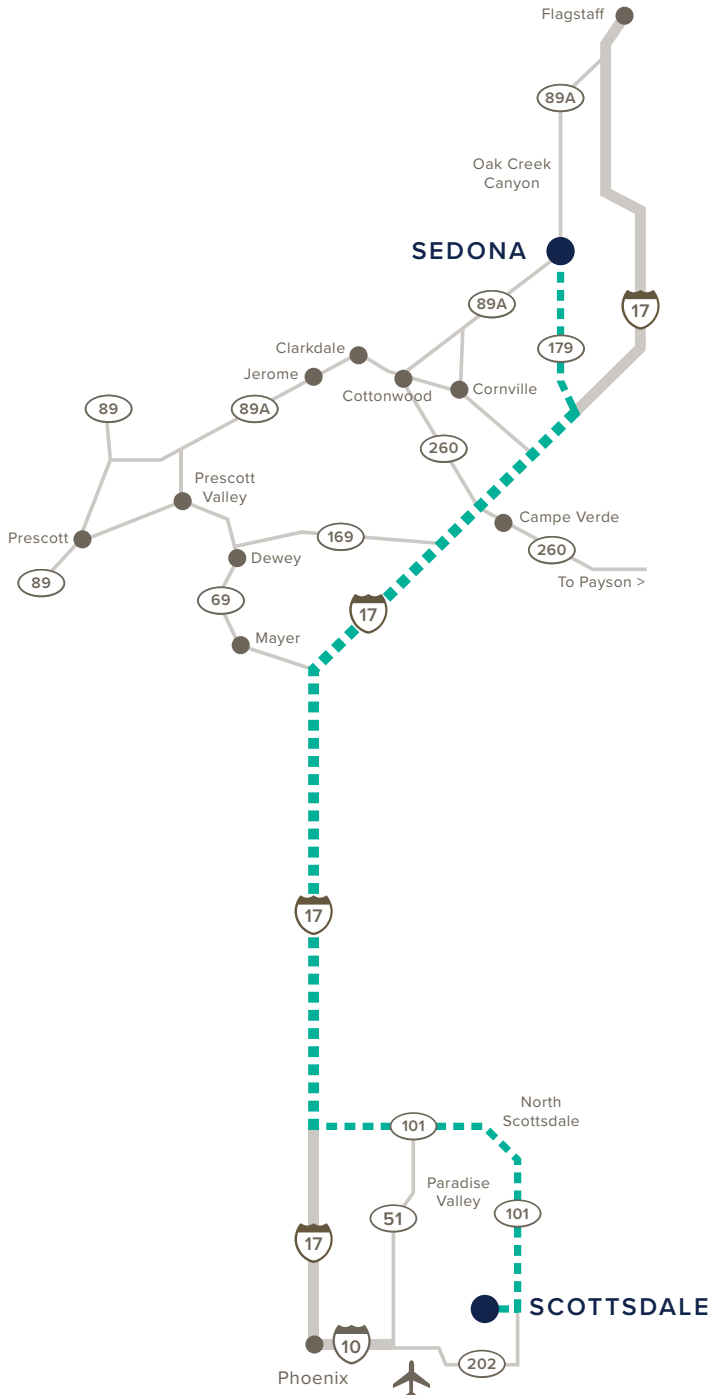 Flagstaff
89A
Oak Creek
Canyon
SEDONA
89A
17
179
Clarkdale
Jerome
Cottonwood
Cornville
89
89A
260
Prescott
Valley
Prescott
Campe Verde
169
260
Dewey
89
To Payson >
69
17
Mayer
17
North
Scottsdale
101
Paradise
Valley
101
51
17
SCOTTSDALE
10
202
Phoenix